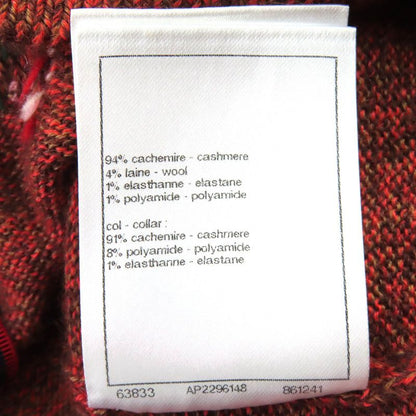 94% cachemire - cashmere
4% laine - wool
1% elasthanne - elastane
1% polyamide - polyamide
col - collar :
91% cachemire - cashmere
8% polyamide - polyamide
1% elasthanne - elastane
63833 AP2296148 861241